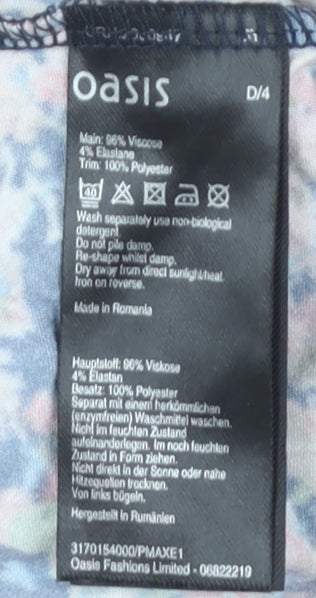 oasis
D/4
Main: 96% Viscose
4% Elastane
Trim: 100% Polyester
40
Wash separately use non-biological
detergent.
Do not pile damp.
Re-shape whilst damp.
Dry away from direct sunlight/heat.
Iron on reverse.
Made in Romania
Hauptstoff: 96% Viskose
4% Elastan
Besatz: 100% Polyester
Separat mit einem herkömmlichen
(enzymfreien) Waschmittel waschen.
Nicht im feuchten Zustand
aufeinanderlegen. Im noch feuchten
Zustand in Form ziehen.
Nicht direkt in der Sonne oder nahe
Hitzequellen trocknen.
Von links bügeln.
Hergestellt in Rumänien
3170154000/PMAXE1
Oasis Fashions Limited - 06822219